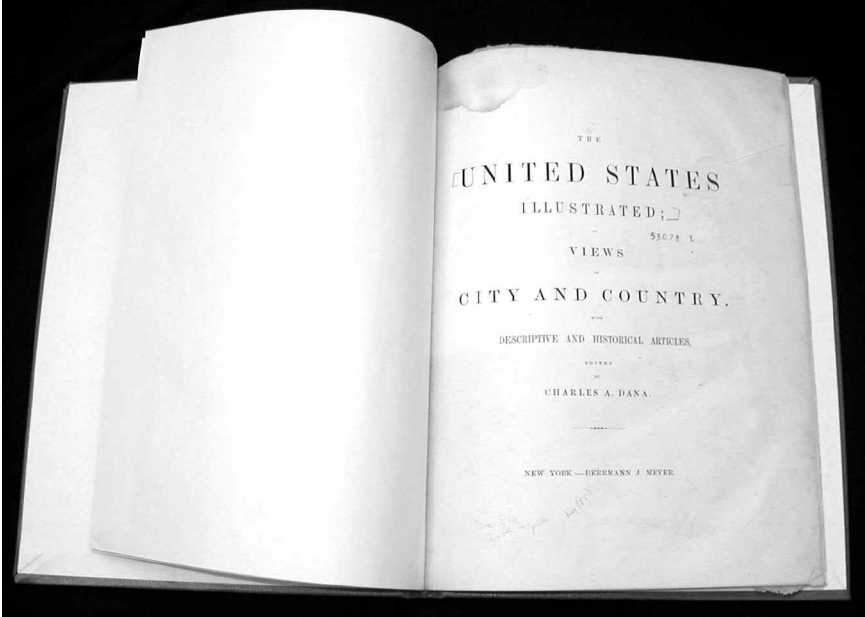 THE
UNITED STATES
ILLUSTRATED;
VIEWS
OF
CITY AND COUNTRY.
WITH
DESCRIPTIVE AND HISTORICAL ARTICLES,
EDITED
BY
CHARLES A. DANA.
NEW YORK:—HERRMANN J. MEYER.